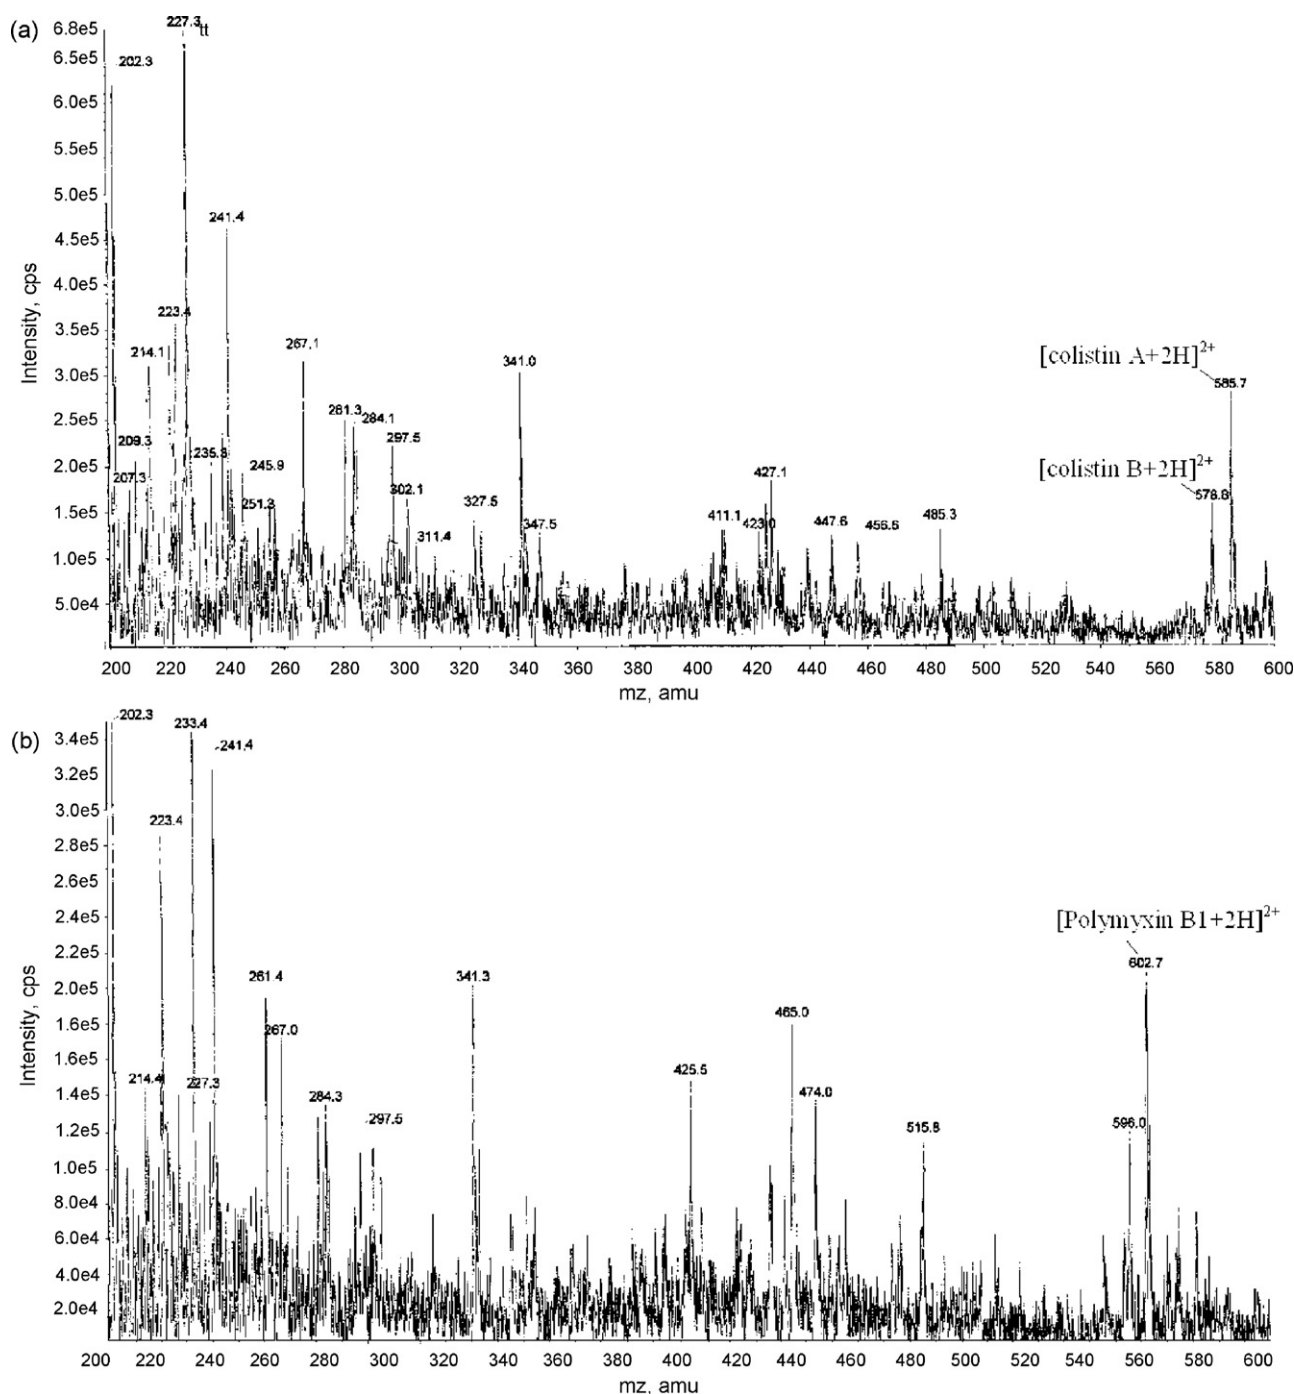 (a)
6.8e5
227.3
tt
6.5e5
202.3
6.0e5
5.5e5
5.0e5
4.5e5
241.4
4.0e5
3.5e5
223.4
214.1
267.1
341.0
[colistin A+2H]2+
585.7
3.0e5
2.5e5
281.3
284.1
297.5
209.3
2.0e5
235.3
245.9
427.1
[colistin B+2H]2+
578.8
207.3
251.3
302.1
327.5
1.5e5
347.5
411.1
423.0
447.6
456.6
485.3
311.4
1.0e5
5.0e4
Intensity, cps
200 220 240 260 280 300 320 340 360 380 400 420 440 460 480 500 520 540 560 580 600
mz, amu
(b)
202.3
233.4
3.4e5
241.4
3.2e5
3.0e5
223.4
2.8e5
2.6e5
2.4e5
[Polymyxin B1+2H]2+
2.2e5
602.7
261.4
341.3
2.0e5
465.0
1.8e5
267.0
1.6e5
425.5
214.4
227.3
1.4e5
284.3
474.0
297.5
515.8
596.0
1.2e5
1.0e5
8.0e4
6.0e4
4.0e4
2.0e4
Intensity, cps
200 220 240 260 280 300 320 340 360 380 400 420 440 460 480 500 520 540 560 580 600
mz, amu